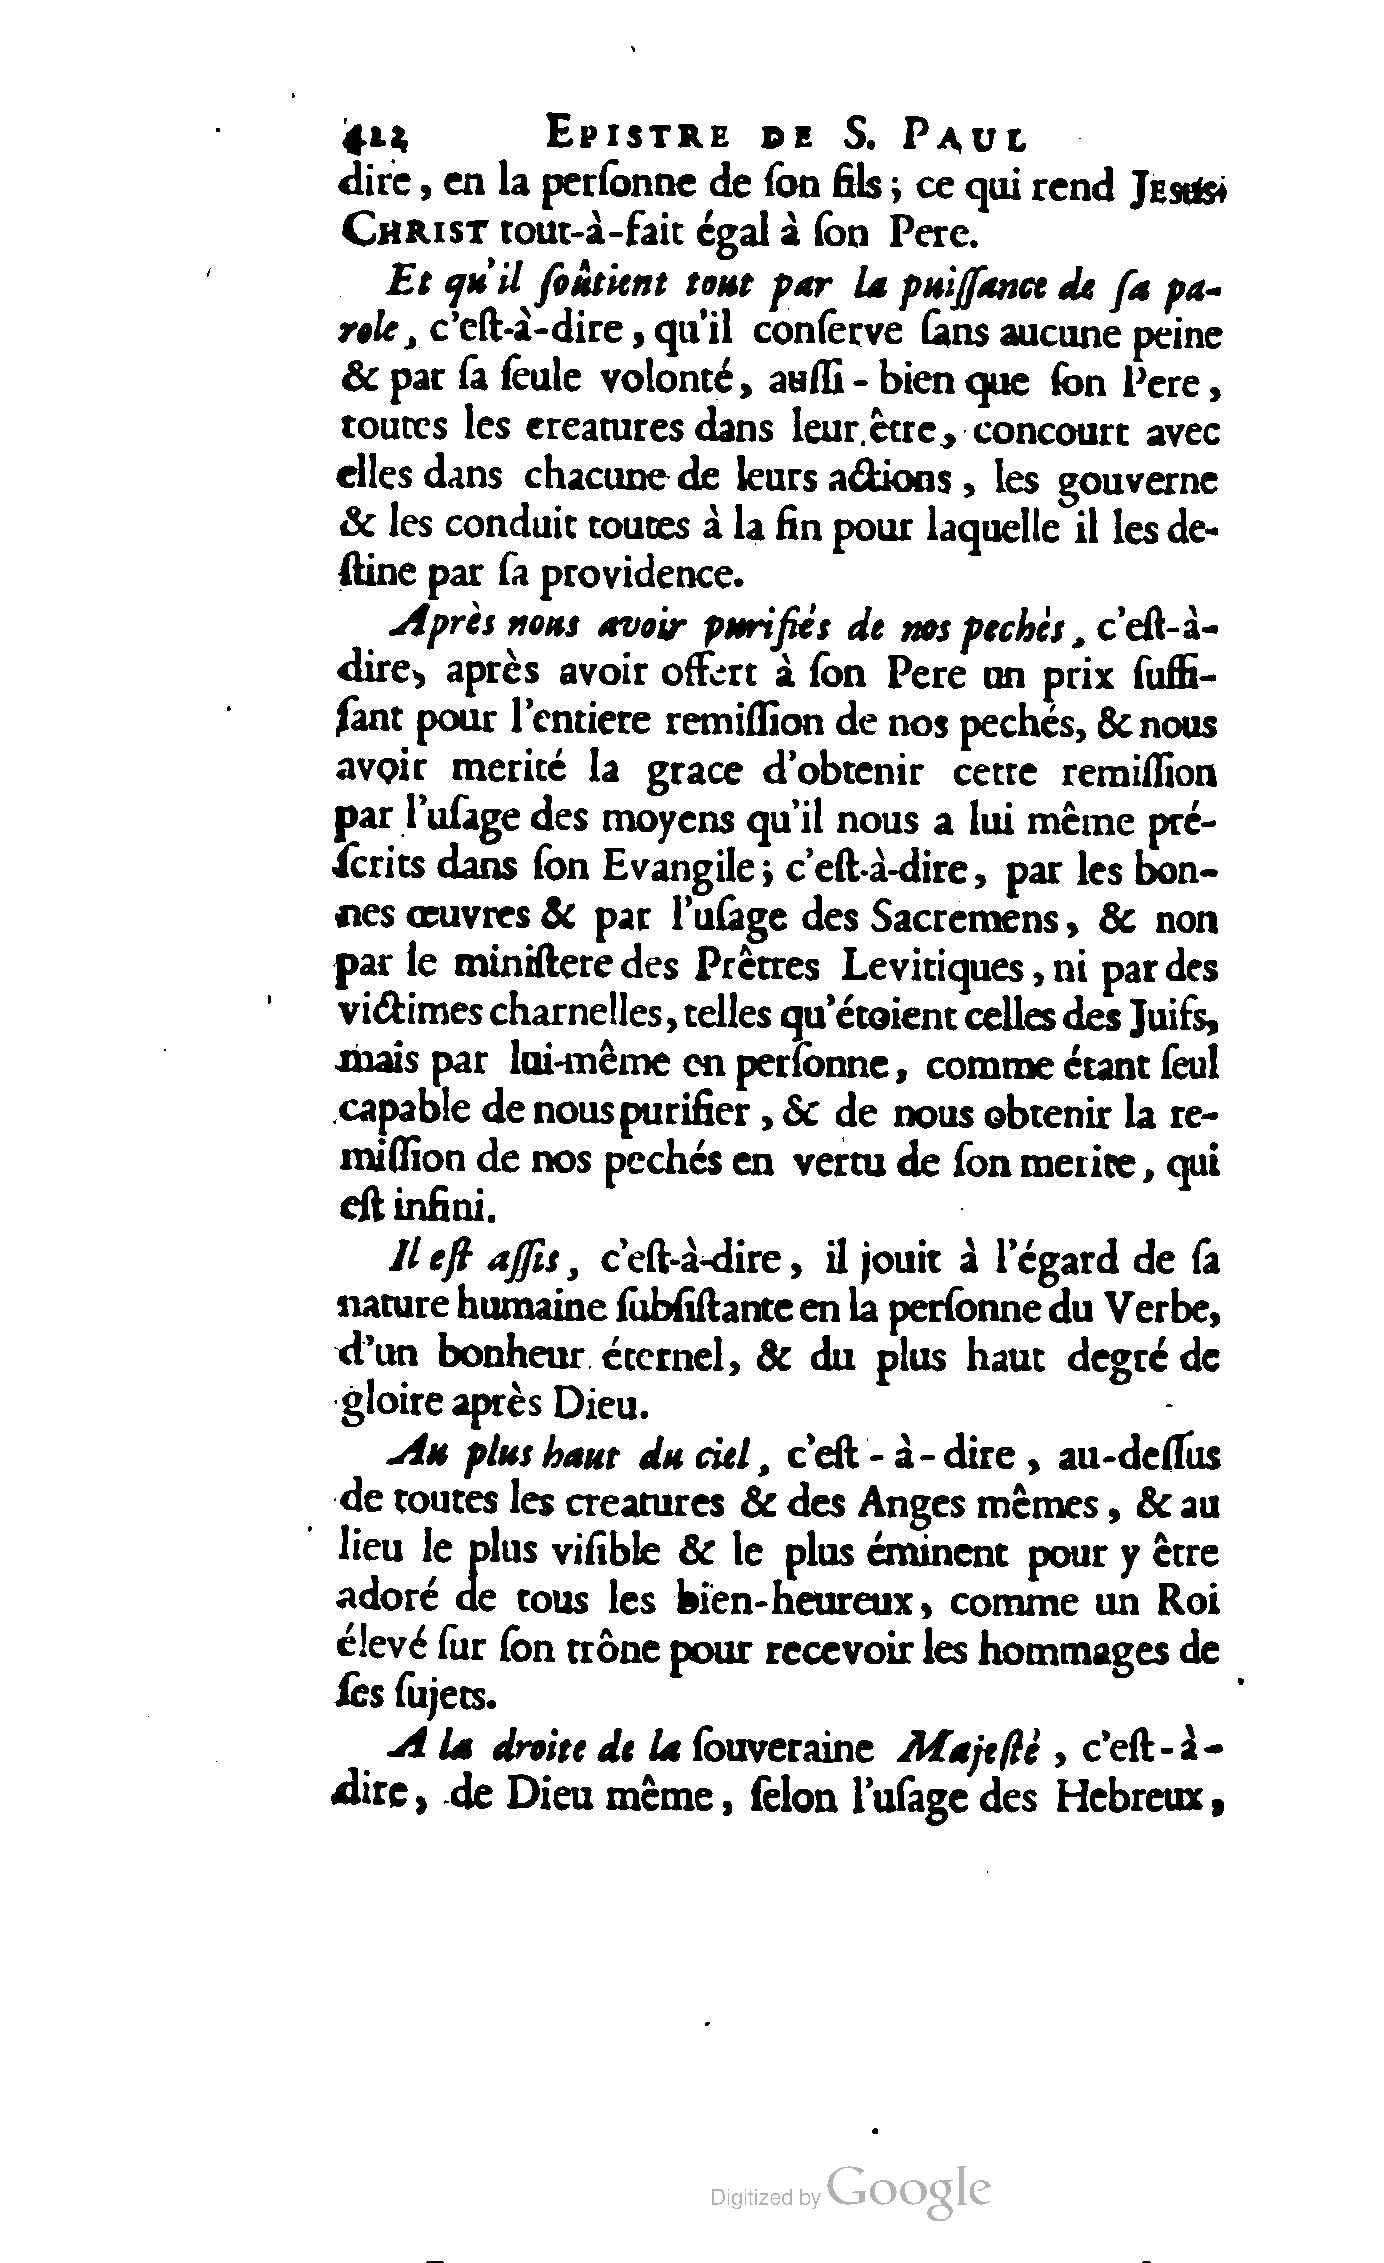 412 EPISTRE DE S. PAUL
dire, en la perſonne de ſon fils; ce qui rend JESUS-
CHRIST tout-à-fait égal à ſon Pere.
Et qu'il ſoûtient tout par la puiſſance de ſa pa-
role, c'eſt-à-dire, qu'il conſerve ſans aucune peine
& par ſa ſeule volonté, auſſi-bien que ſon Pere,
toutes les creatures dans leur être, concourt avec
elles dans chacune de leurs actions, les gouverne
& les conduit toutes à la fin pour laquelle il les de-
ſtine par ſa providence.
Après nous avoir purifiés de nos pechés, c'eſt-à-
dire, après avoir offert à ſon Pere un prix ſuffi-
ſant pour l'entiere remiſſion de nos pechés, & nous
avoir merité la grace d'obtenir cette remiſſion
par l'uſage des moyens qu'il nous a lui même pré-
ſcrits dans ſon Evangile; c'eſt-à-dire, par les bon-
nes œuvres & par l'uſage des Sacremens, & non
par le miniſtere des Prêtres Levitiques, ni par des
victimes charnelles, telles qu'étoient celles des Juifs,
mais par lui-même en perſonne, comme étant ſeul
capable de nous purifier, & de nous obtenir la re-
miſſion de nos pechés en vertu de ſon merite, qui
eſt infini.
Il eſt aſſis, c'eſt-à-dire, il jouit à l'égard de ſa
nature humaine ſubſiſtante en la perſonne du Verbe,
d'un bonheur éternel, & du plus haut degré de
gloire après Dieu.
Au plus haut du ciel, c'eſt-à-dire, au-deſſus
de toutes les creatures & des Anges mêmes, & au
lieu le plus viſible & le plus éminent pour y être
adoré de tous les bien-heureux, comme un Roi
élevé ſur ſon trône pour recevoir les hommages de
ſes ſujets.
A la droite de la ſouveraine Majeſté, c'eſt-à-
dire, de Dieu même, ſelon l'uſage des Hebreux,
Digitized by Google